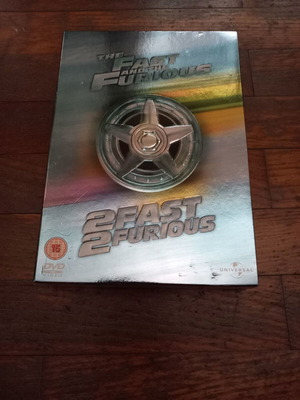 THE FAST
AND THE
FURIOUS
2 FAST
2 FURIOUS
15
DVD
UNIVERSAL